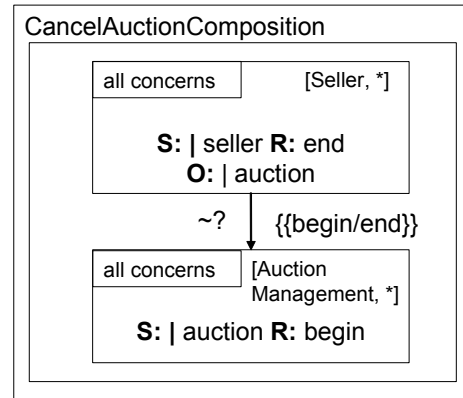 CancelAuctionComposition
all concerns [Seller, *]
S: | seller R: end
O: | auction
~? {{begin/end}}
all concerns [Auction
Management, *]
S: | auction R: begin